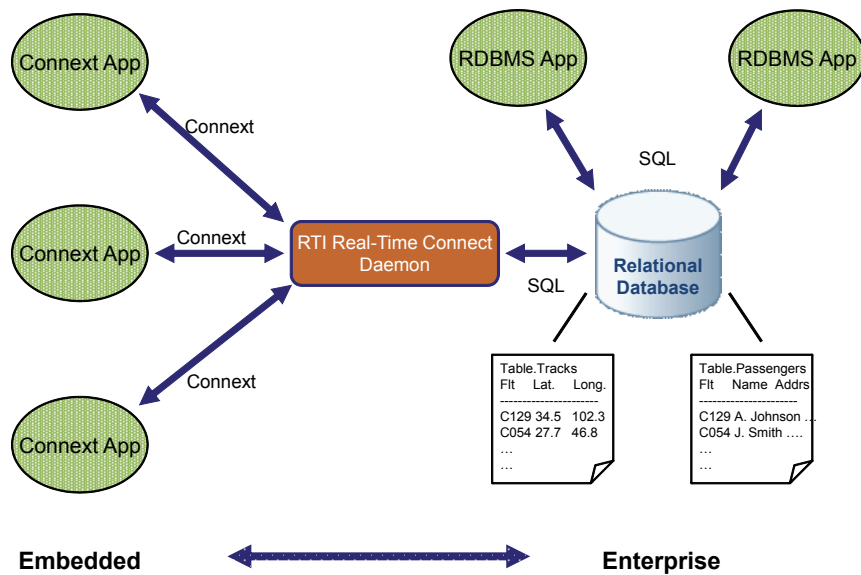 Connext App
RDBMS App
RDBMS App
Connext
SQL
Connext App
Connext
RTI Real-Time Connect
Daemon
SQL
Relational
Database
Connext
Connext App
Table.Tracks
Flt Lat. Long.
-----------------------
C129 34.5 102.3
C054 27.7 46.8
…
…
Table.Passengers
Flt Name Addrs
-----------------------
C129 A. Johnson …
C054 J. Smith ….
…
…
Embedded
Enterprise